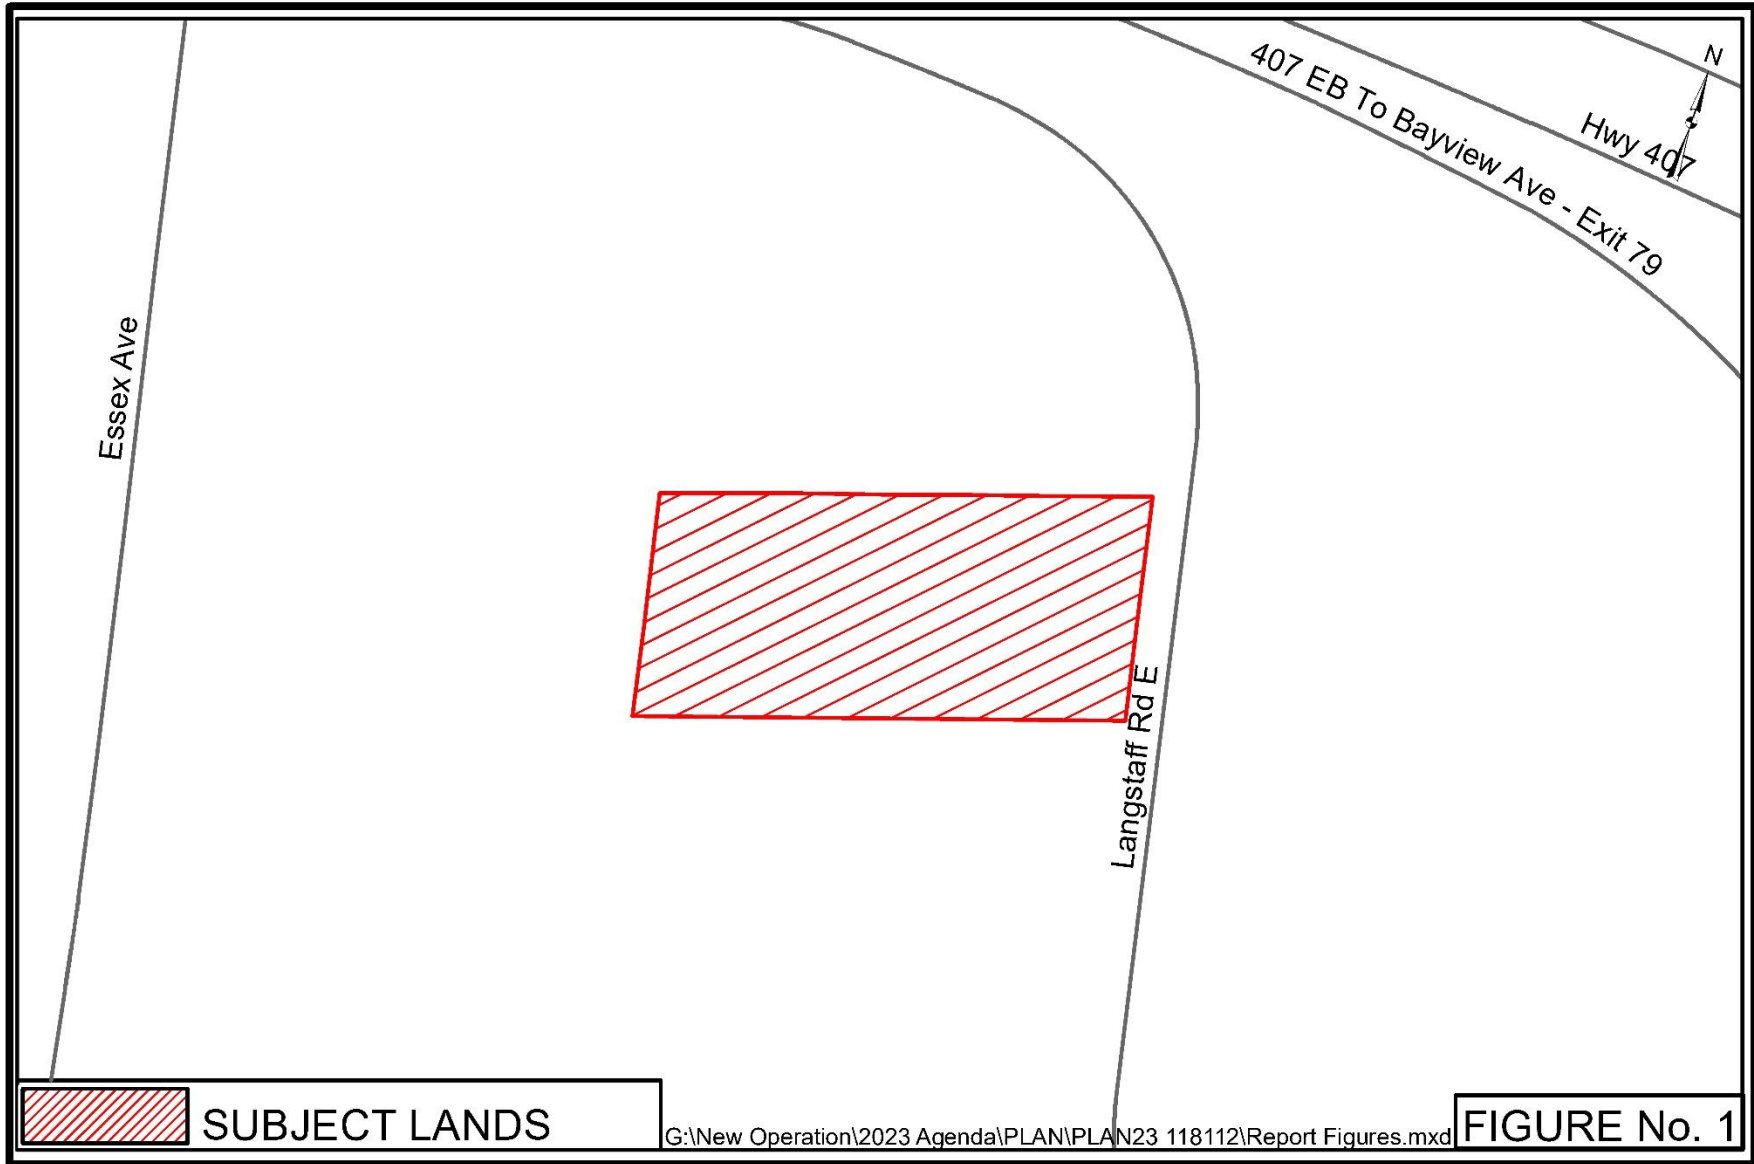 N
407 EB To Bayview Ave - Exit 79
Hwy 407
Essex Ave
Langstaff Rd E
SUBJECT LANDS
G:\New Operation\2023 Agenda\PLAN\PLAN23 118112\Report Figures.mxd
FIGURE No. 1